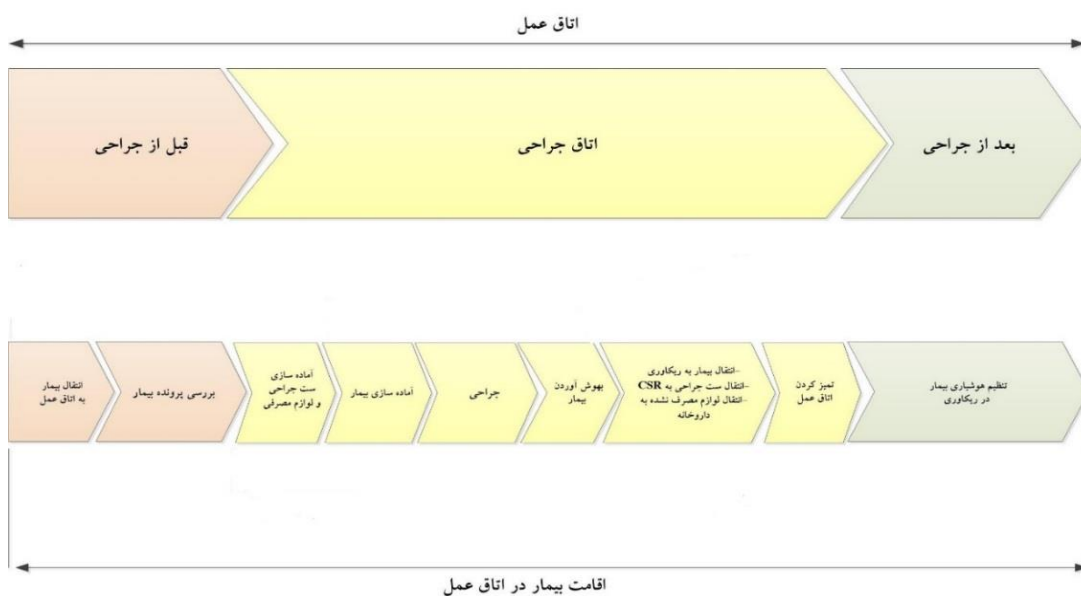 اتاق عمل
قبل از جراحی
اتاق جراحی
بعد از جراحی
انتقال بیمار
به اتاق عمل
بررسی پرونده بیمار
آماده سازی
ست جراحی
و لوازم مصرفی
آماده سازی بیمار
جراحی
بهوش آوردن
بیمار
-انتقال بیمار به ریکاوری
-انتقال ست جراحی به CSR
-انتقال لوازم مصرف نشده به
داروخانه
تمیز کردن
اتاق عمل
تنظیم هوشیاری بیمار
در ریکاوری
اقامت بیمار در اتاق عمل